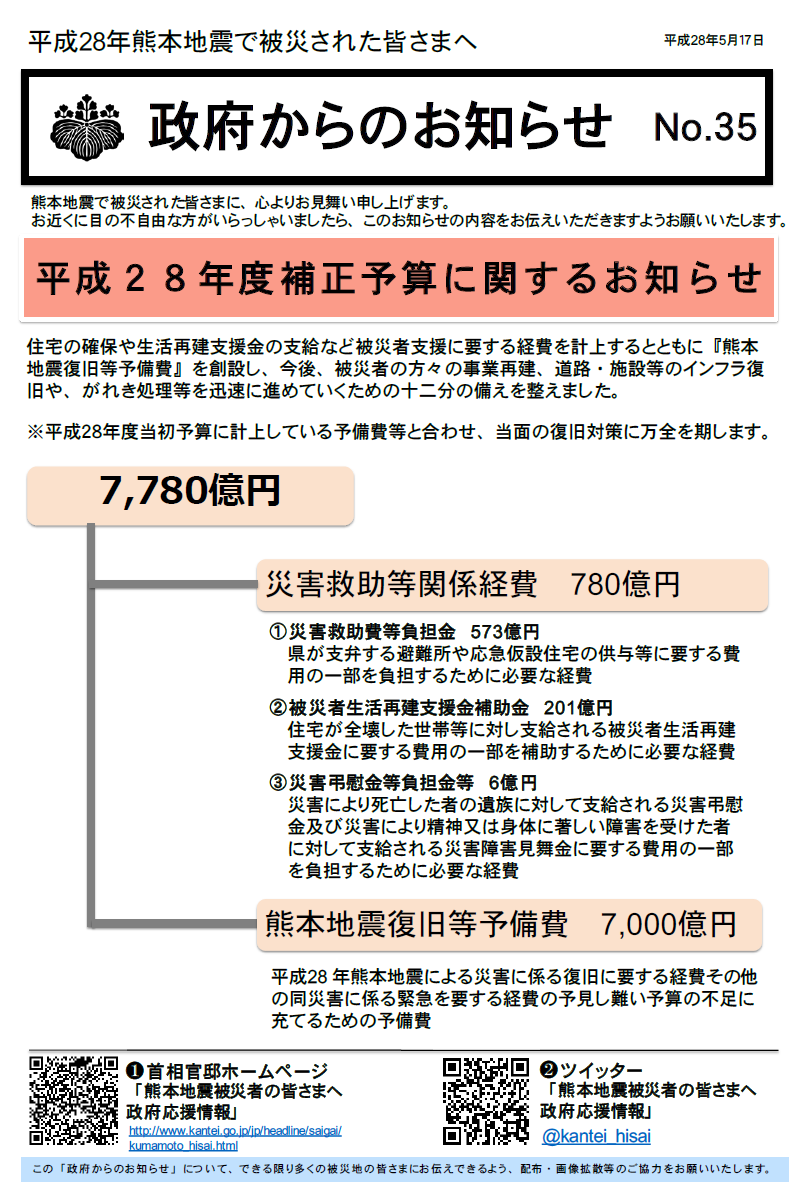 平成28年熊本地震で被災された皆さまへ
平成28年5月17日
政府からのお知らせ No.35
熊本地震で被災された皆さまに、心よりお見舞い申し上げます。
お近くに目の不自由な方がいらっしゃいましたら、このお知らせの内容をお伝えいただきますようお願いいたします。
平成２８年度補正予算に関するお知らせ
住宅の確保や生活再建支援金の支給など被災者支援に要する経費を計上するとともに『熊本
地震復旧等予備費』を創設し、今後、被災者の方々の事業再建、道路・施設等のインフラ復
旧や、がれき処理等を迅速に進めていくための十二分の備えを整えました。
※平成28年度当初予算に計上している予備費等と合わせ、当面の復旧対策に万全を期します。
7,780億円
災害救助等関係経費　780億円
①災害救助費等負担金　573億円
県が支弁する避難所や応急仮設住宅の供与等に要する費
用の一部を負担するために必要な経費
②被災者生活再建支援金補助金　201億円
住宅が全壊した世帯等に対し支給される被災者生活再建
支援金に要する費用の一部を補助するために必要な経費
③災害弔慰金等負担金等　6億円
災害により死亡した者の遺族に対して支給される災害弔慰
金及び災害により精神又は身体に著しい障害を受けた者
に対して支給される災害障害見舞金に要する費用の一部
を負担するために必要な経費
熊本地震復旧等予備費　7,000億円
平成28 年熊本地震による災害に係る復旧に要する経費その他
の同災害に係る緊急を要する経費の予見し難い予算の不足に
充てるための予備費
❶首相官邸ホームページ
「熊本地震被災者の皆さまへ
政府応援情報」
http://www.kantei.go.jp/jp/headline/saigai/
kumamoto_hisai.html
❷ツイッター
「熊本地震被災者の皆さまへ
政府応援情報」
@kantei_hisai
この「政府からのお知らせ」について、できる限り多くの被災地の皆さまにお伝えできるよう、配布・画像拡散等のご協力をお願いいたします。